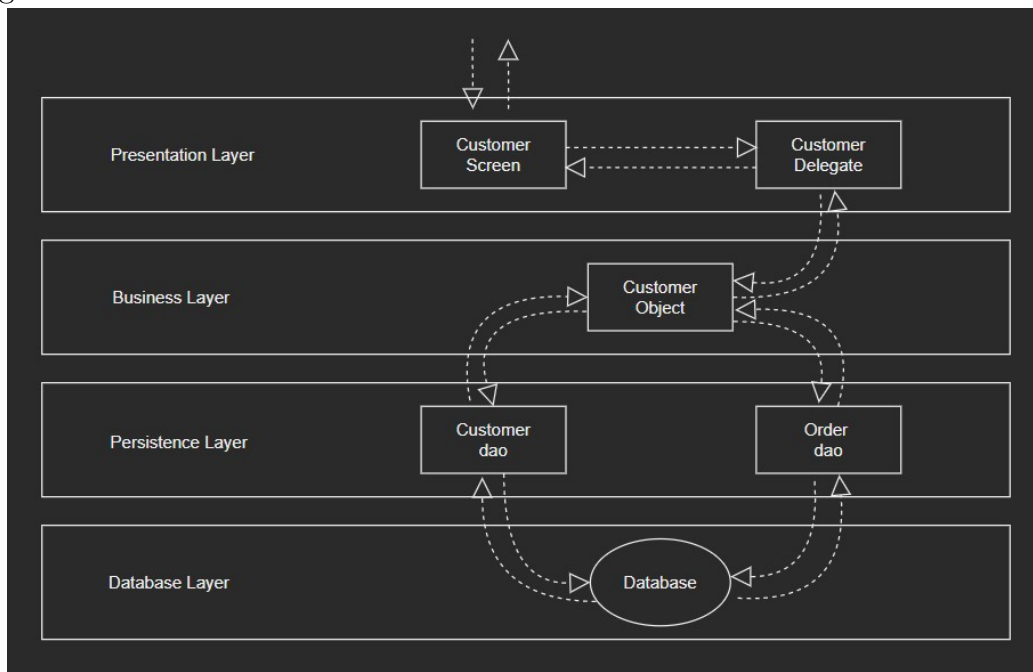 Presentation Layer
Customer
Screen
Customer
Delegate
Business Layer
Customer
Object
Persistence Layer
Customer
dao
Order
dao
Database Layer
Database